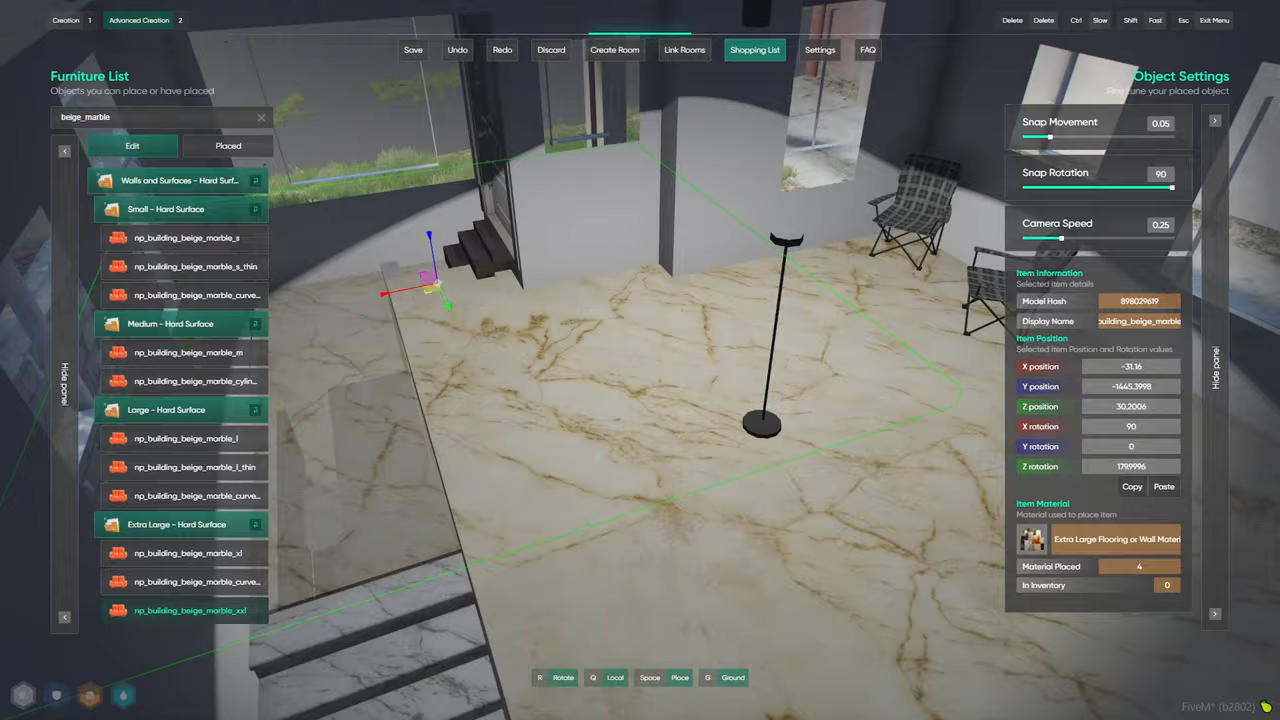 Creation 1 Advanced Creation 2
Delete Delete Ctrl Slow Shift Fast Esc Exit Menu
Save Undo Redo Discard Create Room Link Rooms Shopping List Settings FAQ
Furniture List
Objects you can place or have placed
beige_marble
Edit Placed
Walls and Surfaces - Hard Surf...
Small - Hard Surface
np_building_beige_marble_s
np_building_beige_marble_s_thin
np_building_beige_marble_curve...
Medium - Hard Surface
np_building_beige_marble_m
np_building_beige_marble_cylin...
Large - Hard Surface
np_building_beige_marble_l
np_building_beige_marble_l_thin
np_building_beige_marble_curve...
Extra Large - Hard Surface
np_building_beige_marble_xl
np_building_beige_marble_curve...
np_building_beige_marble_xxl
Hide panel
Object Settings
Fine tune your placed object
Snap Movement 0.05
Snap Rotation 90
Camera Speed 0.25
Item Information
Selected item details
Model Hash 898029619
Display Name building_beige_marble
Item Position
Selected item Position and Rotation values
X position -31.16
Y position -1445.3998
Z position 30.2006
X rotation 90
Y rotation 0
Z rotation 179.9996
Copy Paste
Item Material
Material used to place item
Extra Large Flooring or Wall Materi
Material Placed 4
In Inventory 0
Hide panel
R Rotate Q Local Space Place G Ground
FiveM* (b2802)